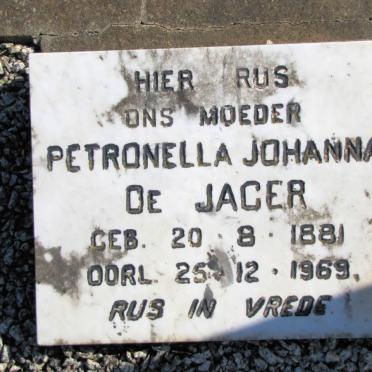 HIER RUS
ONS MOEDER
PETRONELLA JOHANNA
DE JAGER
GEB. 20 · 8 · 1881
OORL. 25 · 12 · 1969.
RUS IN VREDE